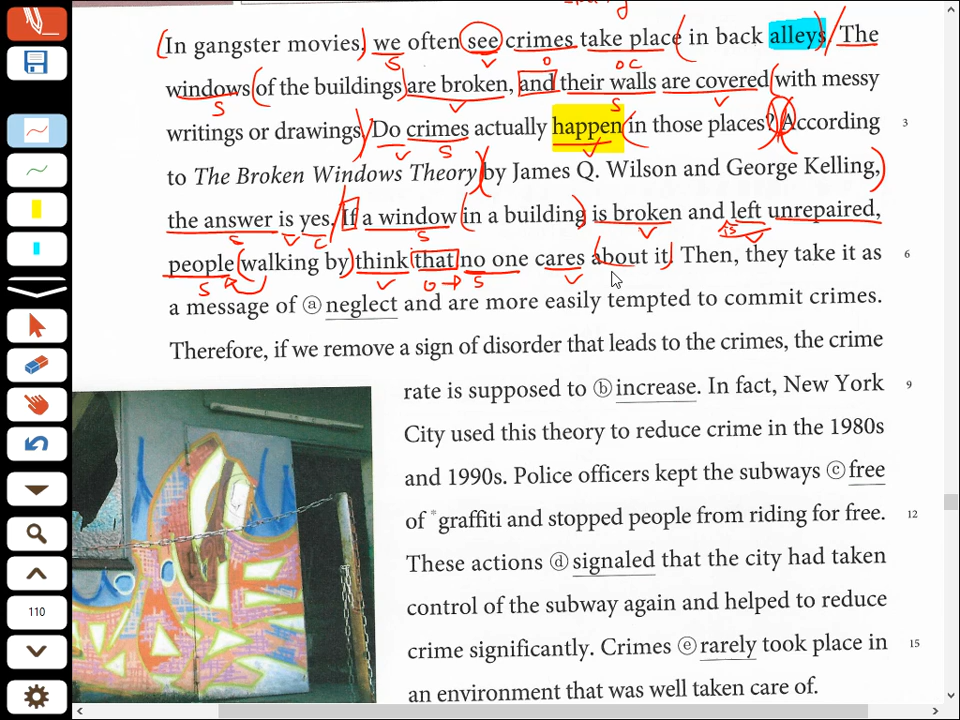 In gangster movies, we often see crimes take place in back alleys. The
S V O OC
windows of the buildings are broken, and their walls are covered with messy
S V S V
writings or drawings. Do crimes actually happen in those places? According 3
V S V
to The Broken Windows Theory by James Q. Wilson and George Kelling,
the answer is yes. If a window in a building is broken and left unrepaired,
S V C S V is V
people walking by think that no one cares about it. Then, they take it as 6
S V O → S V
a message of ⓐ neglect and are more easily tempted to commit crimes.
Therefore, if we remove a sign of disorder that leads to the crimes, the crime
rate is supposed to ⓑ increase. In fact, New York 9
City used this theory to reduce crime in the 1980s
and 1990s. Police officers kept the subways ⓒ free
of *graffiti and stopped people from riding for free. 12
These actions ⓓ signaled that the city had taken
control of the subway again and helped to reduce
crime significantly. Crimes ⓔ rarely took place in 15
an environment that was well taken care of.
110